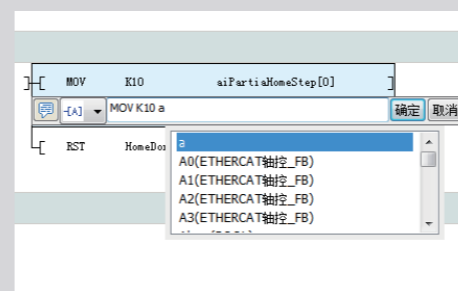 MOV K10 aiPartiaHomeStep[0]
-[A] MOV K10 a 确定 取消
RST HomeDon
a
A0(ETHERCAT轴控_FB)
A1(ETHERCAT轴控_FB)
A2(ETHERCAT轴控_FB)
A3(ETHERCAT轴控_FB)